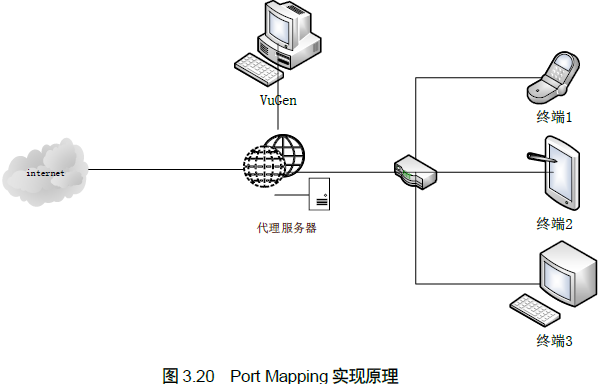 VuGen
终端1
internet
终端2
代理服务器
终端3
图 3.20 Port Mapping 实现原理